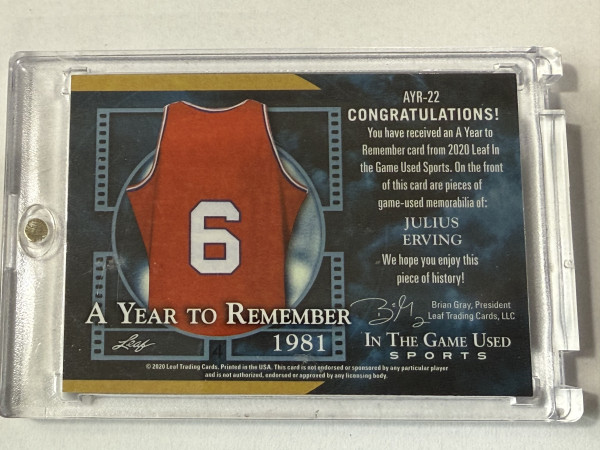 AYR-22
CONGRATULATIONS!
You have received an A Year to
Remember card from 2020 Leaf In
the Game Used Sports. On the front
of this card are pieces of
game-used memorabilia of:
JULIUS
ERVING
We hope you enjoy this
piece of history!
Brian Gray, President
Leaf Trading Cards, LLC
IN THE GAME USED
SPORTS
6
A YEAR TO REMEMBER
1981
Leaf
4
© 2020 Leaf Trading Cards, Printed in the USA. This card is not endorsed or sponsored by any particular player
and is not authorized, endorsed or approved by any licensing body.